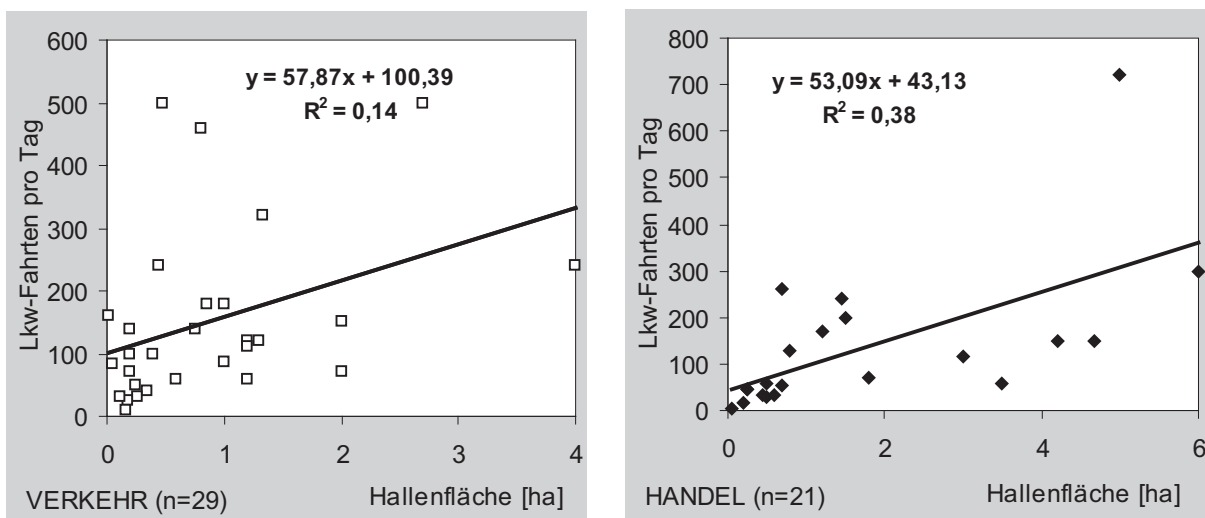 600
500
400
300
200
100
0
Lkw-Fahrten pro Tag
y = 57,87x + 100,39
R² = 0,14
0 1 2 3 4
VERKEHR (n=29) Hallenfläche [ha]
800
700
600
500
400
300
200
100
0
Lkw-Fahrten pro Tag
y = 53,09x + 43,13
R² = 0,38
0 2 4 6
HANDEL (n=21) Hallenfläche [ha]